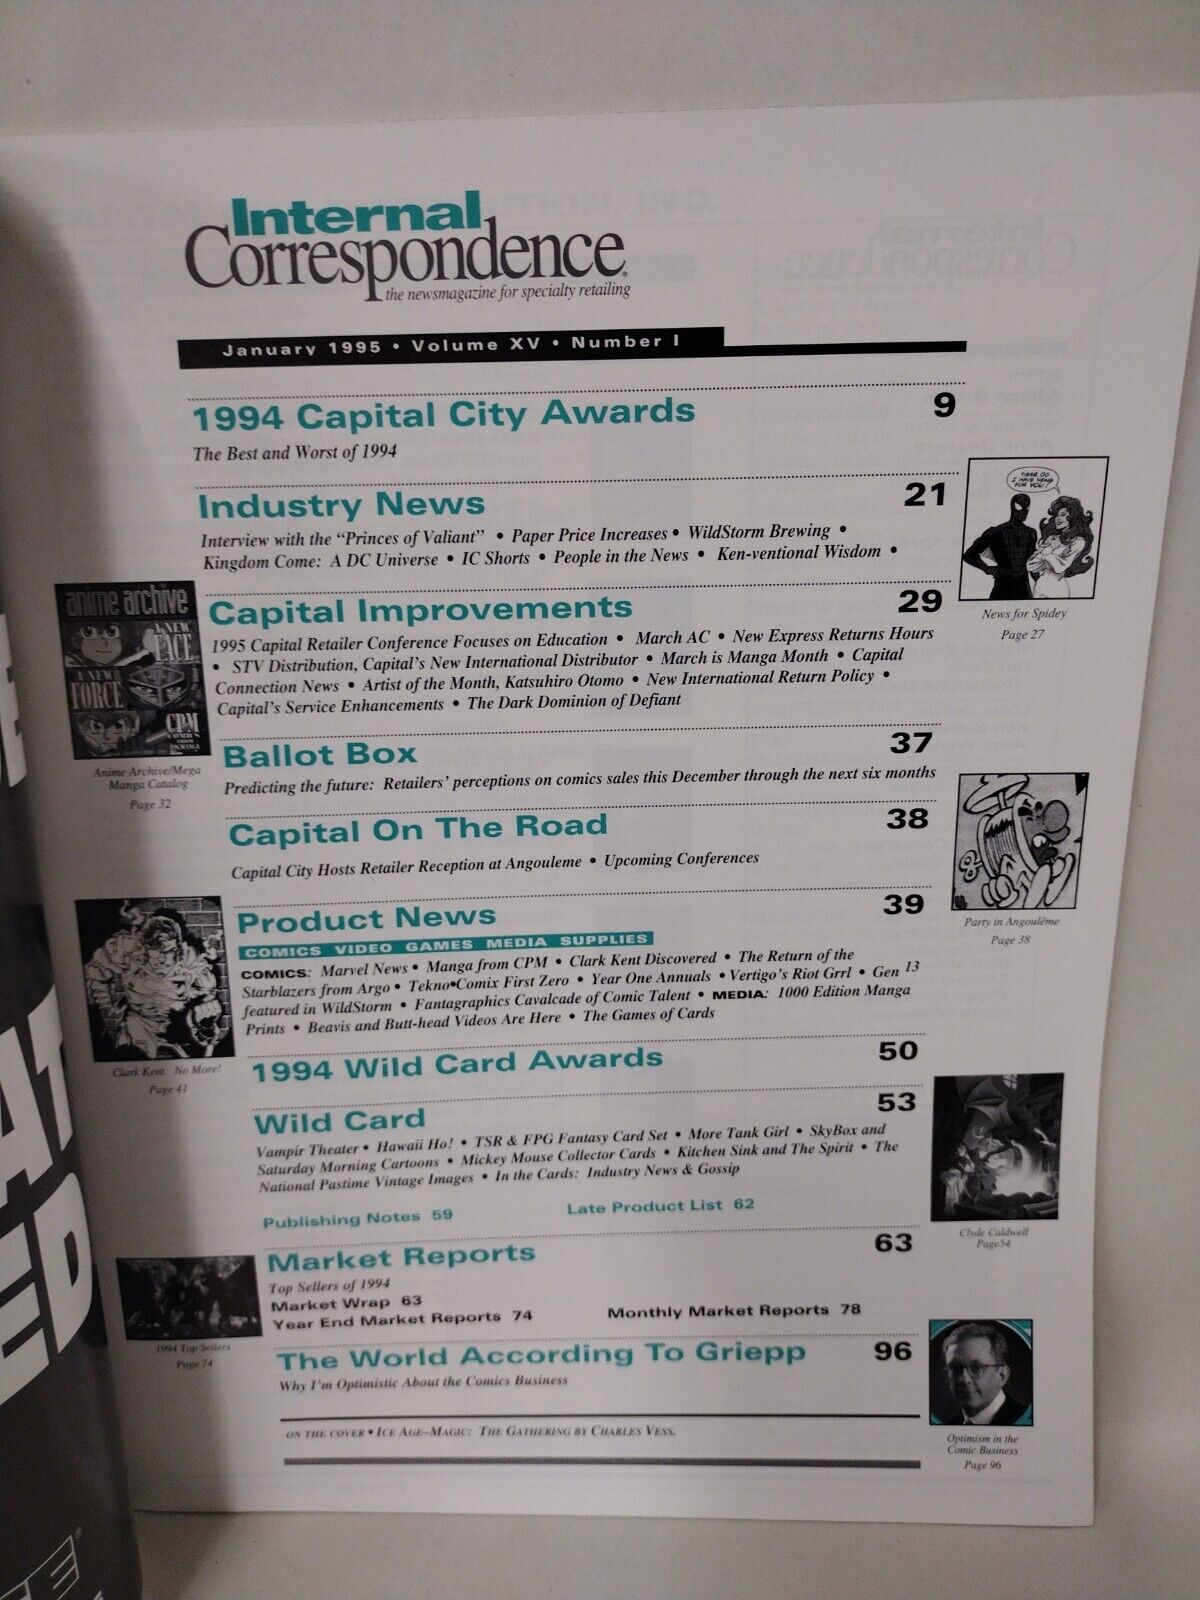 Internal
Correspondence
the newsmagazine for specialty retailing
January 1995 • Volume XV • Number I
1994 Capital City Awards 9
The Best and Worst of 1994
Industry News 21
Interview with the "Princes of Valiant" • Paper Price Increases • WildStorm Brewing •
Kingdom Come: A DC Universe • IC Shorts • People in the News • Ken-ventional Wisdom •
TIGER, DO
I HAVE NEWS
FOR YOU!
News for Spidey
Page 27
Capital Improvements 29
1995 Capital Retailer Conference Focuses on Education • March AC • New Express Returns Hours
• STV Distribution, Capital's New International Distributor • March is Manga Month • Capital
Connection News • Artist of the Month, Katsuhiro Otomo • New International Return Policy •
Capital's Service Enhancements • The Dark Dominion of Defiant
anime archive
A NEW
FACE
A NEW
FORCE
CPM
COMICS
Anime Archive/Mega
Manga Catalog
Page 32
Ballot Box 37
Predicting the future: Retailers' perceptions on comics sales this December through the next six months
Capital On The Road 38
Capital City Hosts Retailer Reception at Angouleme • Upcoming Conferences
Party in Angoulême
Page 38
Product News 39
COMICS VIDEO GAMES MEDIA SUPPLIES
COMICS: Marvel News • Manga from CPM • Clark Kent Discovered • The Return of the
Starblazers from Argo • Tekno•Comix First Zero • Year One Annuals • Vertigo's Riot Grrl • Gen 13
featured in WildStorm • Fantagraphics Cavalcade of Comic Talent • MEDIA: 1000 Edition Manga
Prints • Beavis and Butt-head Videos Are Here • The Games of Cards
Clark Kent: No More!
Page 41
1994 Wild Card Awards 50
Wild Card 53
Vampir Theater • Hawaii Ho! • TSR & FPG Fantasy Card Set • More Tank Girl • SkyBox and
Saturday Morning Cartoons • Mickey Mouse Collector Cards • Kitchen Sink and The Spirit • The
National Pastime Vintage Images • In the Cards: Industry News & Gossip
Publishing Notes 59 Late Product List 62
Clyde Caldwell
Page54
Market Reports 63
Top Sellers of 1994
Market Wrap 63
Year End Market Reports 74 Monthly Market Reports 78
1994 Top Sellers
Page 74
The World According To Griepp 96
Why I'm Optimistic About the Comics Business
ON THE COVER • ICE AGE–MAGIC: THE GATHERING BY CHARLES VESS.
Optimism in the
Comic Business
Page 96
AT
ED